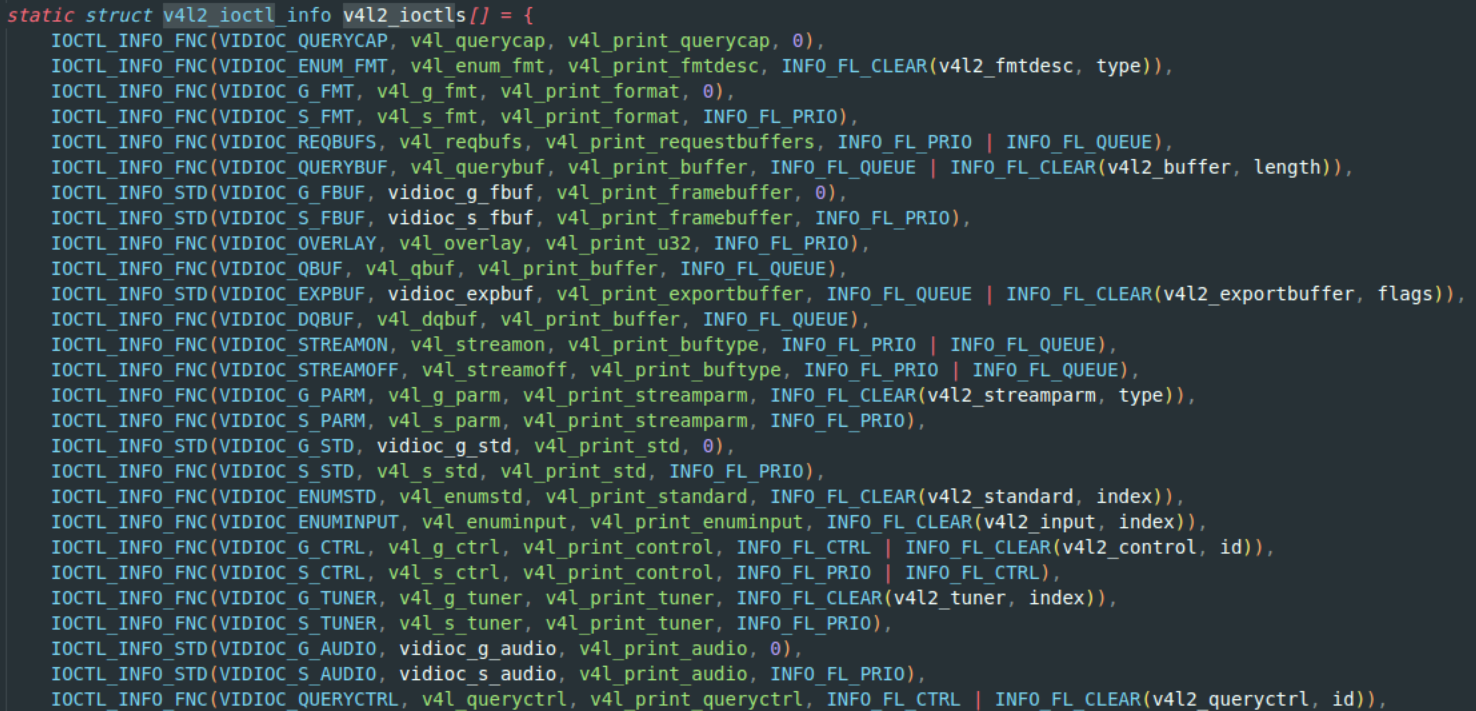 static struct v4l2_ioctl_info v4l2_ioctls[] = {
IOCTL_INFO_FNC(VIDIOC_QUERYCAP, v4l_querycap, v4l_print_querycap, 0),
IOCTL_INFO_FNC(VIDIOC_ENUM_FMT, v4l_enum_fmt, v4l_print_fmtdesc, INFO_FL_CLEAR(v4l2_fmtdesc, type)),
IOCTL_INFO_FNC(VIDIOC_G_FMT, v4l_g_fmt, v4l_print_format, 0),
IOCTL_INFO_FNC(VIDIOC_S_FMT, v4l_s_fmt, v4l_print_format, INFO_FL_PRIO),
IOCTL_INFO_FNC(VIDIOC_REQBUFS, v4l_reqbufs, v4l_print_requestbuffers, INFO_FL_PRIO | INFO_FL_QUEUE),
IOCTL_INFO_FNC(VIDIOC_QUERYBUF, v4l_querybuf, v4l_print_buffer, INFO_FL_QUEUE | INFO_FL_CLEAR(v4l2_buffer, length)),
IOCTL_INFO_STD(VIDIOC_G_FBUF, vidioc_g_fbuf, v4l_print_framebuffer, 0),
IOCTL_INFO_STD(VIDIOC_S_FBUF, vidioc_s_fbuf, v4l_print_framebuffer, INFO_FL_PRIO),
IOCTL_INFO_FNC(VIDIOC_OVERLAY, v4l_overlay, v4l_print_u32, INFO_FL_PRIO),
IOCTL_INFO_FNC(VIDIOC_QBUF, v4l_qbuf, v4l_print_buffer, INFO_FL_QUEUE),
IOCTL_INFO_STD(VIDIOC_EXPBUF, vidioc_expbuf, v4l_print_exportbuffer, INFO_FL_QUEUE | INFO_FL_CLEAR(v4l2_exportbuffer, flags)),
IOCTL_INFO_FNC(VIDIOC_DQBUF, v4l_dqbuf, v4l_print_buffer, INFO_FL_QUEUE),
IOCTL_INFO_FNC(VIDIOC_STREAMON, v4l_streamon, v4l_print_buftype, INFO_FL_PRIO | INFO_FL_QUEUE),
IOCTL_INFO_FNC(VIDIOC_STREAMOFF, v4l_streamoff, v4l_print_buftype, INFO_FL_PRIO | INFO_FL_QUEUE),
IOCTL_INFO_FNC(VIDIOC_G_PARM, v4l_g_parm, v4l_print_streamparm, INFO_FL_CLEAR(v4l2_streamparm, type)),
IOCTL_INFO_FNC(VIDIOC_S_PARM, v4l_s_parm, v4l_print_streamparm, INFO_FL_PRIO),
IOCTL_INFO_STD(VIDIOC_G_STD, vidioc_g_std, v4l_print_std, 0),
IOCTL_INFO_FNC(VIDIOC_S_STD, v4l_s_std, v4l_print_std, INFO_FL_PRIO),
IOCTL_INFO_FNC(VIDIOC_ENUMSTD, v4l_enumstd, v4l_print_standard, INFO_FL_CLEAR(v4l2_standard, index)),
IOCTL_INFO_FNC(VIDIOC_ENUMINPUT, v4l_enuminput, v4l_print_enuminput, INFO_FL_CLEAR(v4l2_input, index)),
IOCTL_INFO_FNC(VIDIOC_G_CTRL, v4l_g_ctrl, v4l_print_control, INFO_FL_CTRL | INFO_FL_CLEAR(v4l2_control, id)),
IOCTL_INFO_FNC(VIDIOC_S_CTRL, v4l_s_ctrl, v4l_print_control, INFO_FL_PRIO | INFO_FL_CTRL),
IOCTL_INFO_FNC(VIDIOC_G_TUNER, v4l_g_tuner, v4l_print_tuner, INFO_FL_CLEAR(v4l2_tuner, index)),
IOCTL_INFO_FNC(VIDIOC_S_TUNER, v4l_s_tuner, v4l_print_tuner, INFO_FL_PRIO),
IOCTL_INFO_STD(VIDIOC_G_AUDIO, vidioc_g_audio, v4l_print_audio, 0),
IOCTL_INFO_STD(VIDIOC_S_AUDIO, vidioc_s_audio, v4l_print_audio, INFO_FL_PRIO),
IOCTL_INFO_FNC(VIDIOC_QUERYCTRL, v4l_queryctrl, v4l_print_queryctrl, INFO_FL_CTRL | INFO_FL_CLEAR(v4l2_queryctrl, id)),